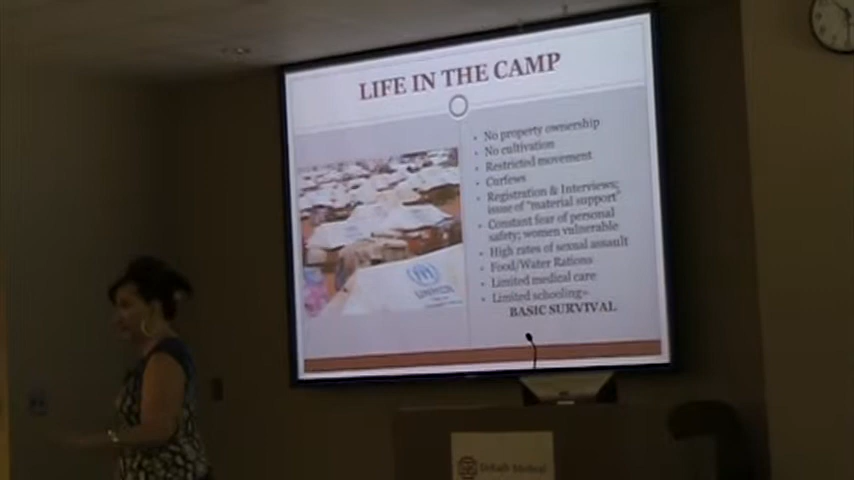 LIFE IN THE CAMP
• No property ownership
• No cultivation
• Restricted movement
• Curfews
• Registration & Interviews;
issue of "material support"
• Constant fear of personal
safety; women vulnerable
• High rates of sexual assault
• Food/Water Rations
• Limited medical care
• Limited schooling–
BASIC SURVIVAL
UNHCR
Medical